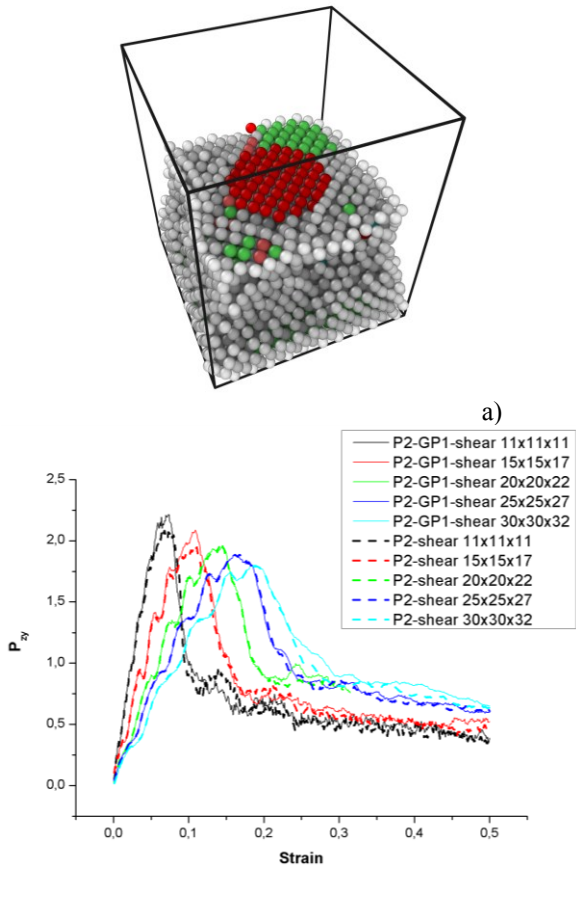 a)
P2-GP1-shear 11x11x11
P2-GP1-shear 15x15x17
P2-GP1-shear 20x20x22
P2-GP1-shear 25x25x27
P2-GP1-shear 30x30x32
P2-shear 11x11x11
P2-shear 15x15x17
P2-shear 20x20x22
P2-shear 25x25x27
P2-shear 30x30x32
2,5
2,0
1,5
1,0
0,5
0,0
Pzy
0,0 0,1 0,2 0,3 0,4 0,5
Strain